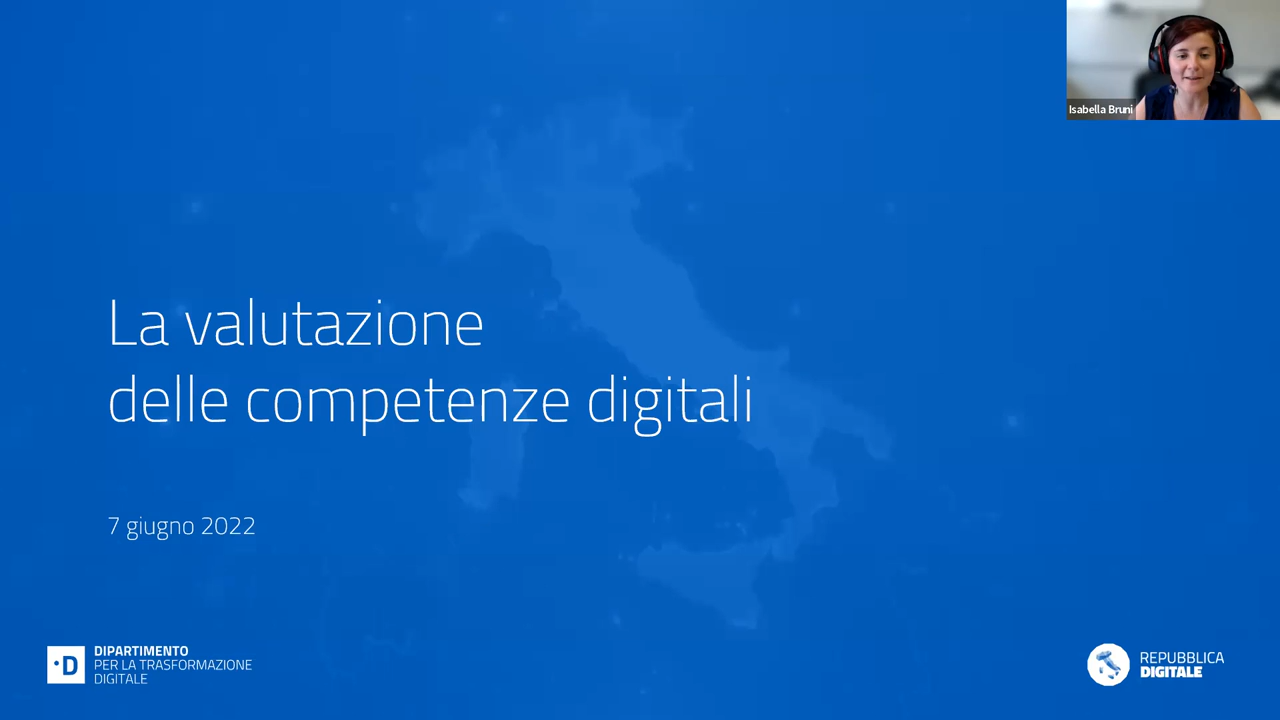 Isabella Bruni
La valutazione
delle competenze digitali
7 giugno 2022
·D
DIPARTIMENTO
PER LA TRASFORMAZIONE
DIGITALE
REPUBBLICA
DIGITALE